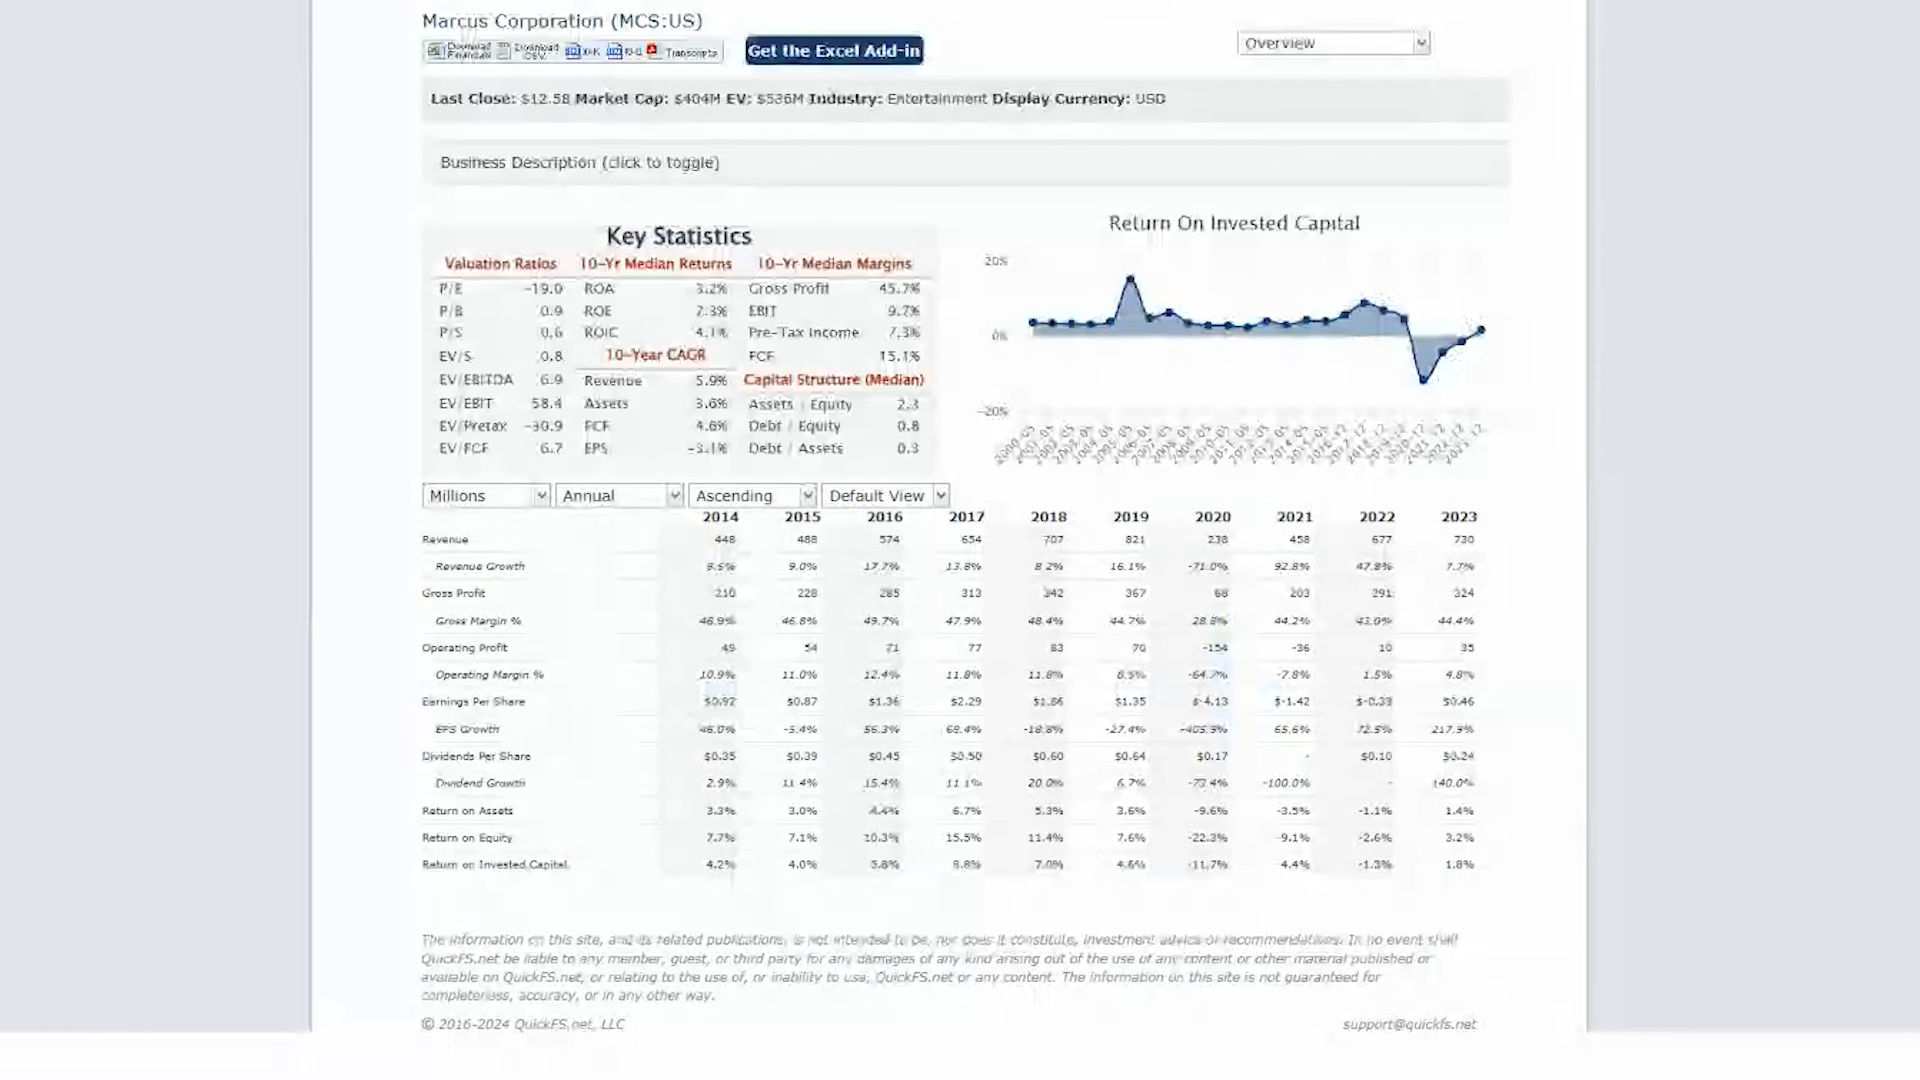 Marcus Corporation (MCS:US)
Download Financials Download CSV 10-K 10-Q Transcripts Get the Excel Add-in Overview
Last Close: $12.58 Market Cap: $404M EV: $536M Industry: Entertainment Display Currency: USD
Business Description (click to toggle)
Key Statistics
Valuation Ratios 10-Yr Median Returns 10-Yr Median Margins
P/E -19.0 ROA 3.2% Gross Profit 45.7%
P/B 0.9 ROE 7.3% EBIT 9.7%
P/S 0.6 ROIC 4.1% Pre-Tax Income 7.3%
EV/S 0.8 10-Year CAGR FCF 15.1%
EV/EBITDA 6.9 Revenue 5.9% Capital Structure (Median)
EV/EBIT 58.4 Assets 3.6% Assets / Equity 2.3
EV/Pretax -30.9 FCF 4.6% Debt / Equity 0.8
EV/FCF 6.7 EPS -3.1% Debt / Assets 0.3
Return On Invested Capital
20%
0%
-20%
Millions Annual Ascending Default View
2014 2015 2016 2017 2018 2019 2020 2021 2022 2023
Revenue 448 488 574 654 707 821 238 458 677 730
Revenue Growth 8.5% 9.0% 17.7% 13.8% 8.2% 16.1% -71.0% 92.8% 47.8% 7.7%
Gross Profit 210 228 285 313 342 367 68 203 291 324
Gross Margin % 46.9% 46.8% 49.7% 47.9% 48.4% 44.7% 28.8% 44.2% 43.0% 44.4%
Operating Profit 49 54 71 77 83 70 -154 -36 10 35
Operating Margin % 10.9% 11.0% 12.4% 11.8% 11.8% 8.5% -64.7% -7.8% 1.5% 4.8%
Earnings Per Share $0.92 $0.87 $1.36 $2.29 $1.86 $1.35 $-4.13 $-1.42 $-0.39 $0.46
EPS Growth 46.0% -5.4% 56.3% 68.4% -18.8% -27.4% -405.9% 65.6% 72.5% 217.9%
Dividends Per Share $0.35 $0.39 $0.45 $0.50 $0.60 $0.64 $0.17 - $0.10 $0.24
Dividend Growth 2.9% 11.4% 15.4% 11.1% 20.0% 6.7% -73.4% -100.0% - 140.0%
Return on Assets 3.3% 3.0% 4.4% 6.7% 5.3% 3.6% -9.6% -3.5% -1.1% 1.4%
Return on Equity 7.7% 7.1% 10.3% 15.5% 11.4% 7.6% -22.3% -9.1% -2.6% 3.2%
Return on Invested Capital 4.2% 4.0% 5.8% 8.8% 7.0% 4.6% -11.7% -4.4% -1.3% 1.8%
The information on this site, and its related publications, is not intended to be, nor does it constitute, investment advice or recommendations. In no event shall
QuickFS.net be liable to any member, guest, or third party for any damages of any kind arising out of the use of any content or other material published or
available on QuickFS.net, or relating to the use of, or inability to use, QuickFS.net or any content. The information on this site is not guaranteed for
completeness, accuracy, or in any other way.
© 2016-2024 QuickFS.net, LLC support@quickfs.net